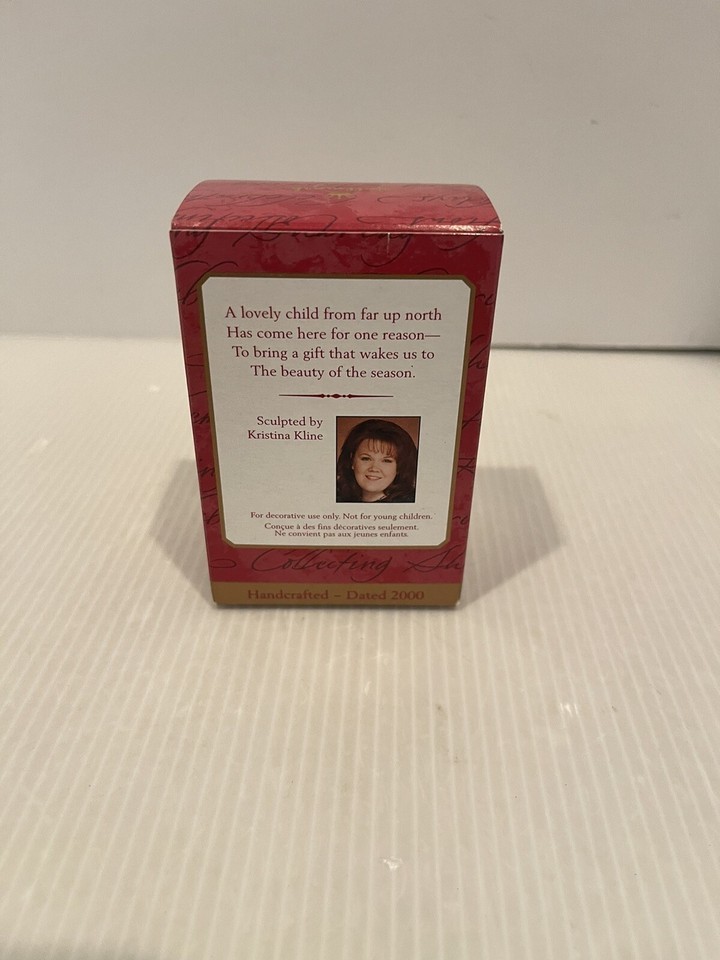 A lovely child from far up north
Has come here for one reason—
To bring a gift that wakes us to
The beauty of the season.
Sculpted by
Kristina Kline
For decorative use only. Not for young children.
Conçue à des fins décoratives seulement.
Ne convient pas aux jeunes enfants.
Collecting
Handcrafted – Dated 2000